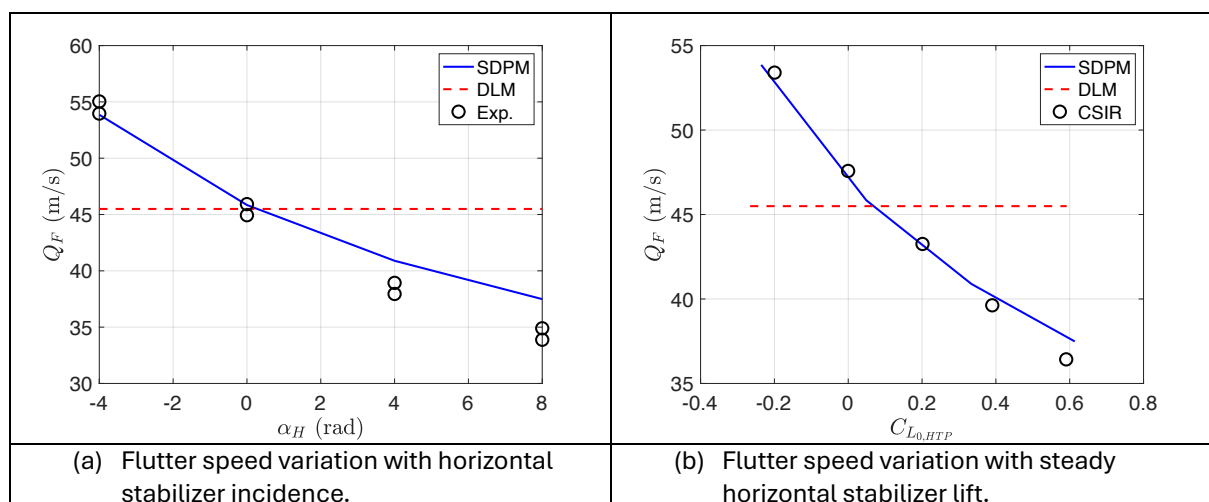 60
55
50
45
40
35
30
-4
-2
0
2
4
6
8
Q_F (m/s)
α_H (rad)
SDPM
DLM
Exp.
(a) Flutter speed variation with horizontal
stabilizer incidence.
55
50
45
40
35
-0.4
-0.2
0
0.2
0.4
0.6
0.8
Q_F (m/s)
C_{L_{0,HTP}}
SDPM
DLM
CSIR
(b) Flutter speed variation with steady
horizontal stabilizer lift.